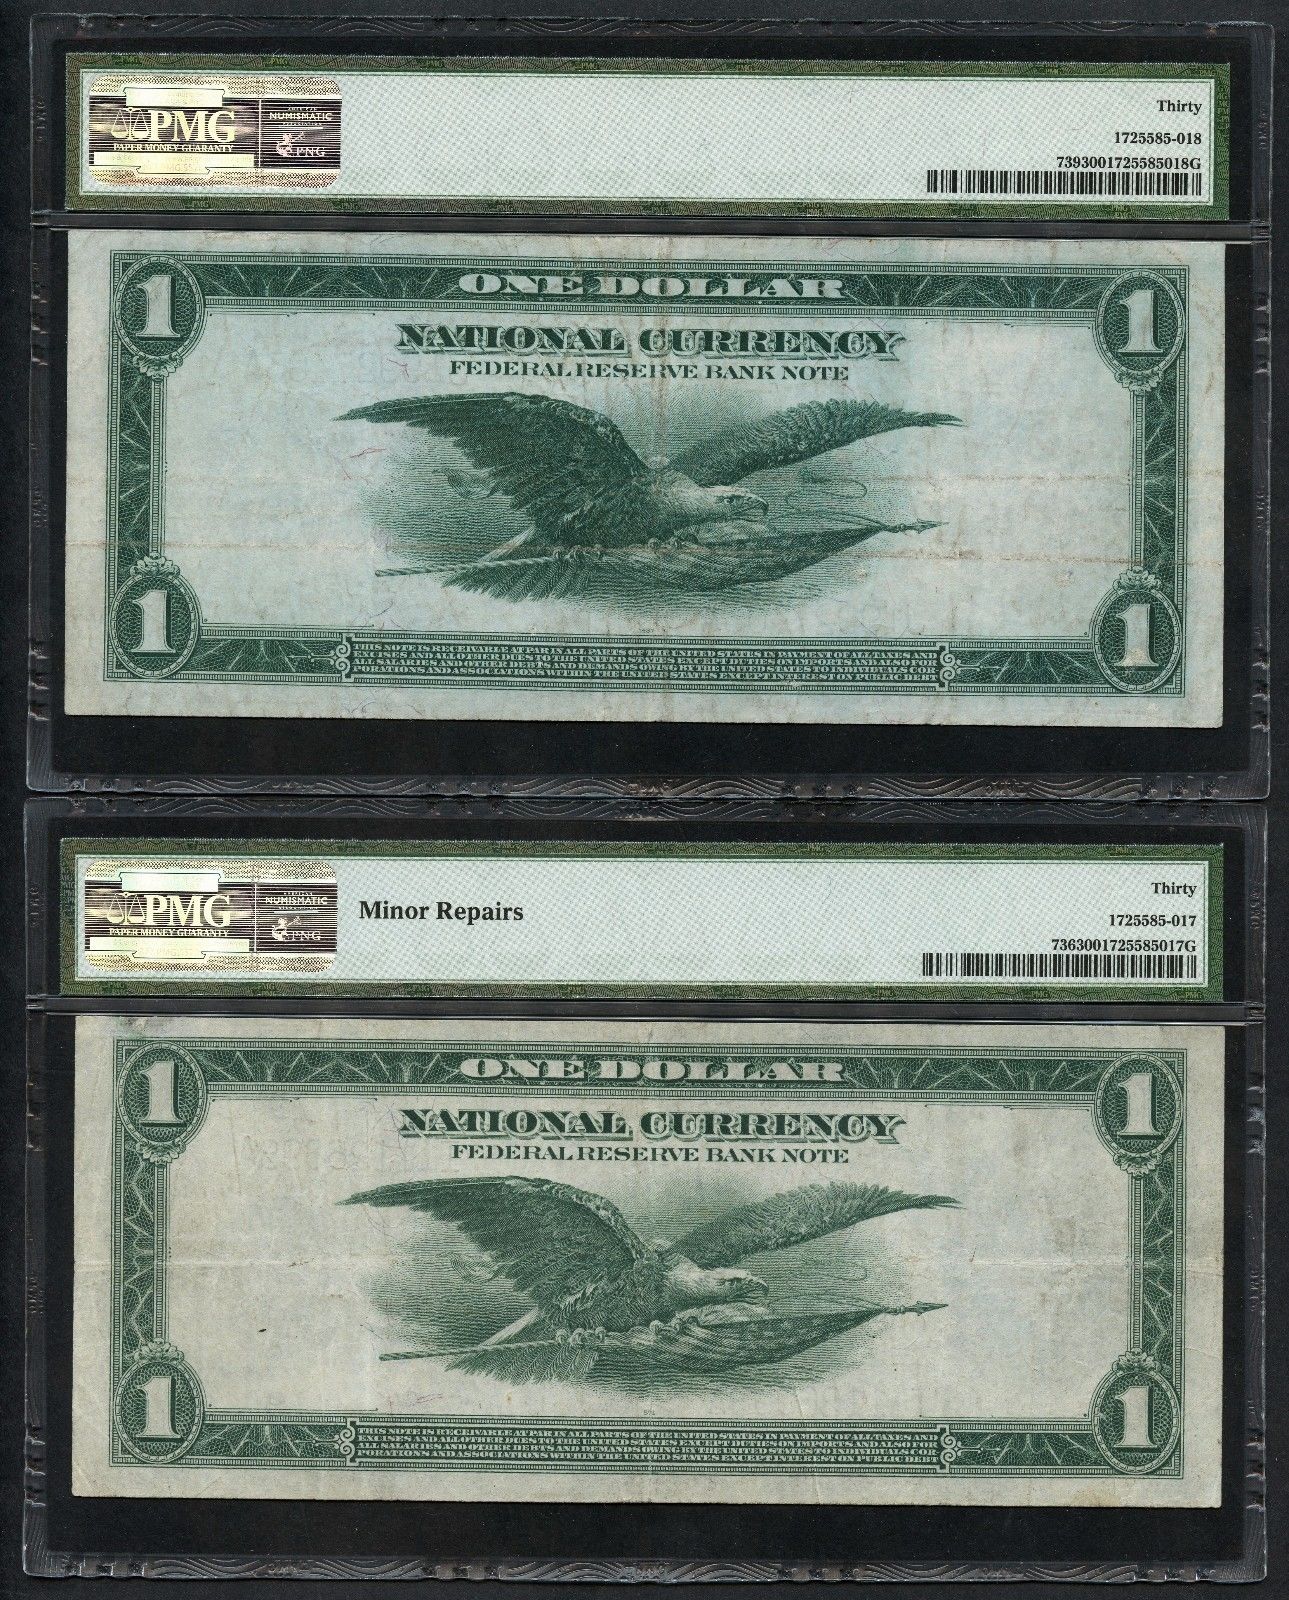 PMG
PAPER MONEY GUARANTY
NUMISMATIC
PNG
Thirty
1725585-018
7393001725585018G
1
1
ONE DOLLAR
NATIONAL CURRENCY
FEDERAL RESERVE BANK NOTE
1
1
THIS NOTE IS RECEIVABLE AT PAR IN ALL PARTS OF THE UNITED STATES IN PAYMENT OF ALL TAXES AND
EXCISES AND ALL OTHER DUES TO THE UNITED STATES EXCEPT DUTIES ON IMPORTS AND ALSO FOR
ALL SALARIES AND OTHER DEBTS AND DEMANDS OWING BY THE UNITED STATES TO INDIVIDUALS COR
PORATIONS AND ASSOCIATIONS WITHIN THE UNITED STATES EXCEPT INTEREST ON PUBLIC DEBT
PMG
PAPER MONEY GUARANTY
NUMISMATIC
PNG
Minor Repairs
Thirty
1725585-017
7363001725585017G
1
1
ONE DOLLAR
NATIONAL CURRENCY
FEDERAL RESERVE BANK NOTE
1
1
THIS NOTE IS RECEIVABLE AT PAR IN ALL PARTS OF THE UNITED STATES IN PAYMENT OF ALL TAXES AND
EXCISES AND ALL OTHER DUES TO THE UNITED STATES EXCEPT DUTIES ON IMPORTS AND ALSO FOR
ALL SALARIES AND OTHER DEBTS AND DEMANDS OWING BY THE UNITED STATES TO INDIVIDUALS COR
PORATIONS AND ASSOCIATIONS WITHIN THE UNITED STATES EXCEPT INTEREST ON PUBLIC DEBT